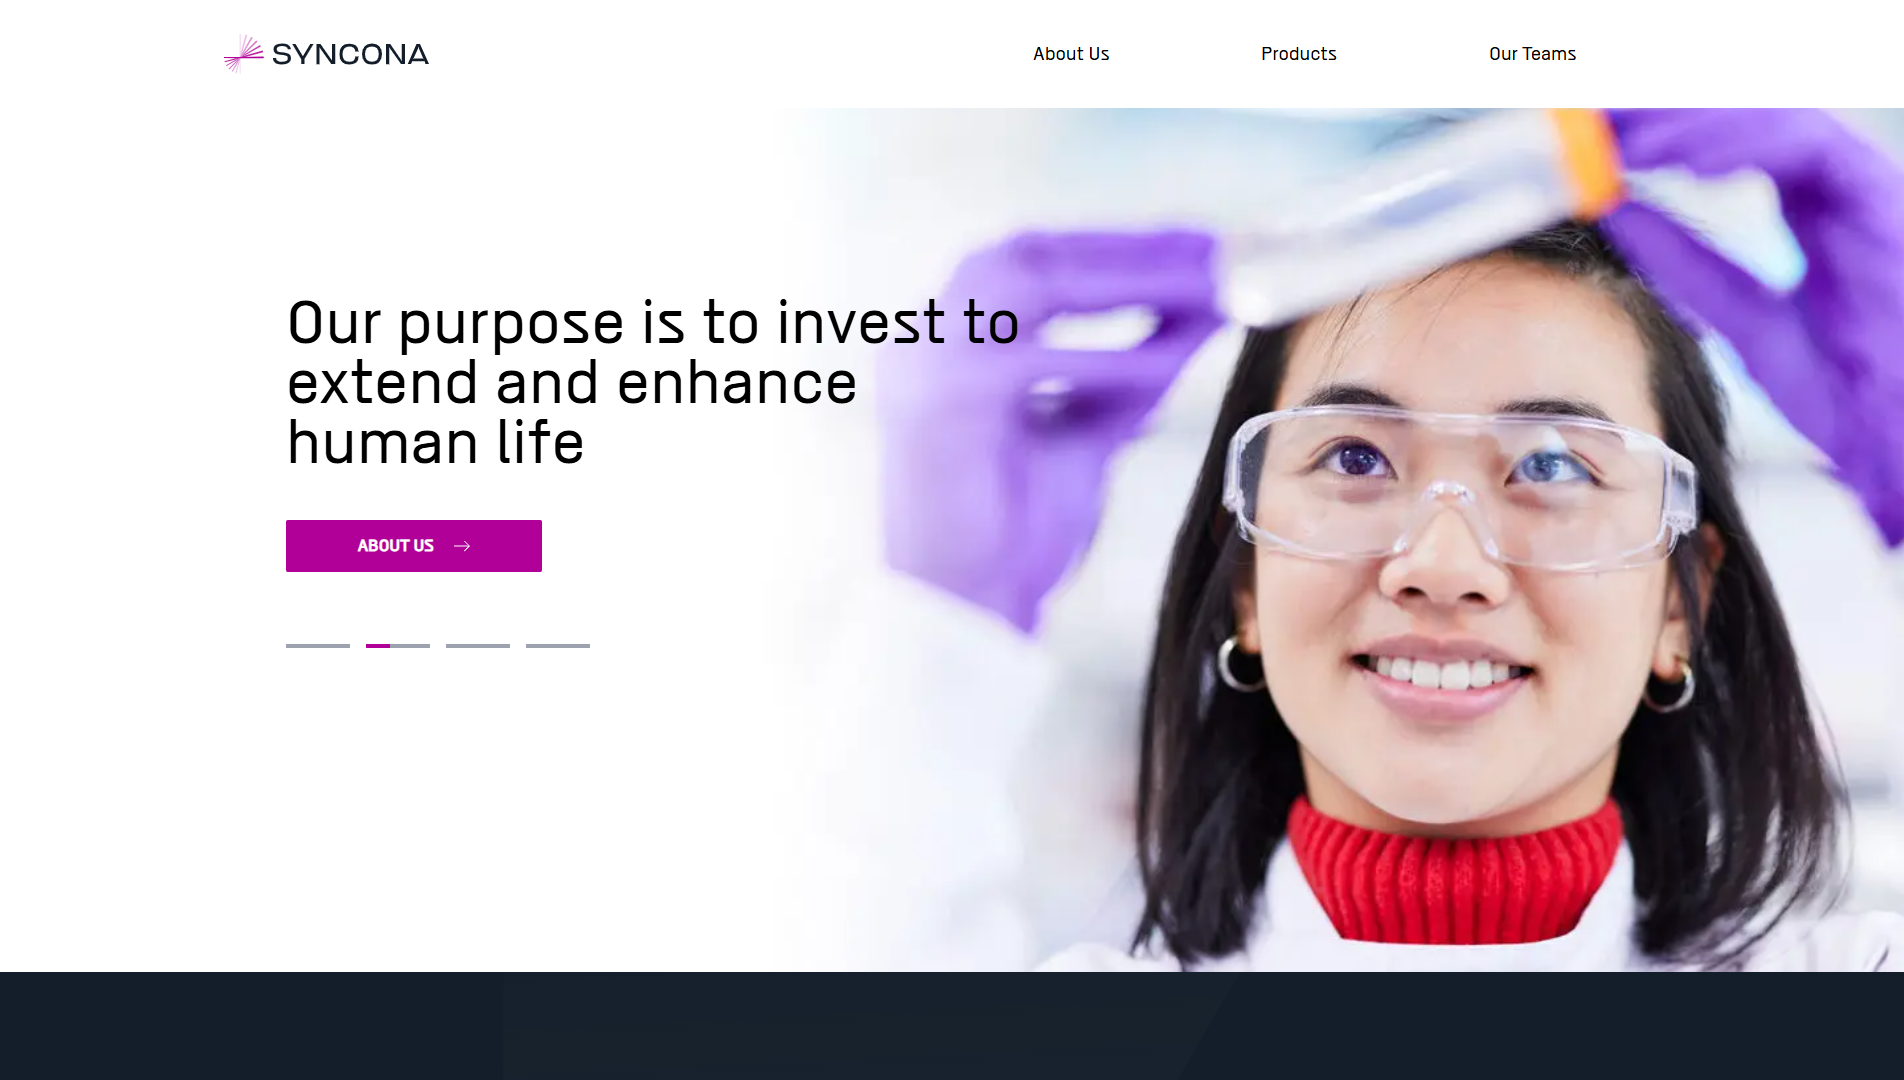 SYNCONA
About Us
Products
Our Teams
Our purpose is to invest to
extend and enhance
human life
ABOUT US